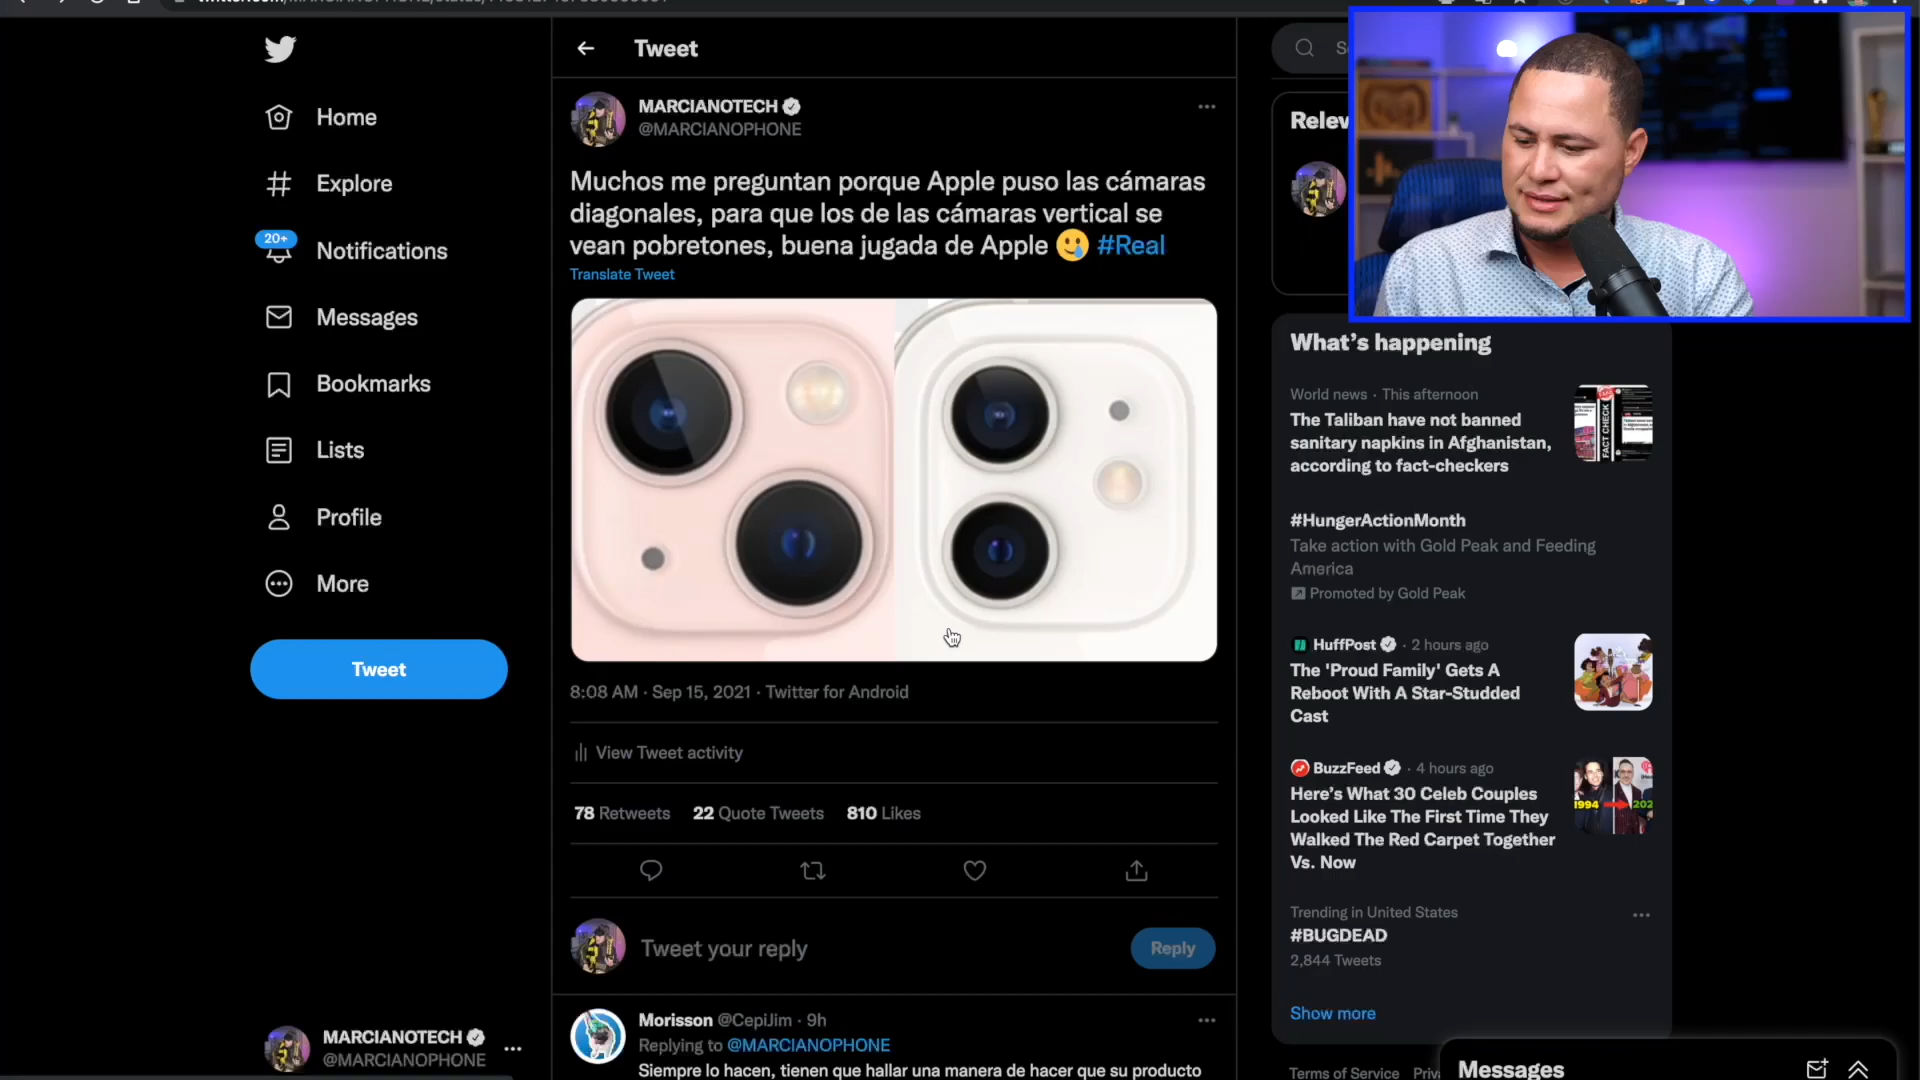 Tweet
MARCIANOTECH
@MARCIANOPHONE
Muchos me preguntan porque Apple puso las cámaras
diagonales, para que los de las cámaras vertical se
vean pobretones, buena jugada de Apple 🥲 #Real
Translate Tweet
8:08 AM · Sep 15, 2021 · Twitter for Android
View Tweet activity
78 Retweets 22 Quote Tweets 810 Likes
Tweet your reply
Reply
Morisson @CepiJim · 9h
Replying to @MARCIANOPHONE
Siempre lo hacen, tienen que hallar una manera de hacer que su producto
Home
Explore
20+
Notifications
Messages
Bookmarks
Lists
Profile
More
Tweet
MARCIANOTECH
@MARCIANOPHONE
What's happening
World news · This afternoon
The Taliban have not banned
sanitary napkins in Afghanistan,
according to fact-checkers
FACT CHECK
#HungerActionMonth
Take action with Gold Peak and Feeding
America
Promoted by Gold Peak
HuffPost · 2 hours ago
The 'Proud Family' Gets A
Reboot With A Star-Studded
Cast
BuzzFeed · 4 hours ago
Here's What 30 Celeb Couples
Looked Like The First Time They
Walked The Red Carpet Together
Vs. Now
1994
Trending in United States
#BUGDEAD
2,844 Tweets
Show more
Terms of Service
Messages